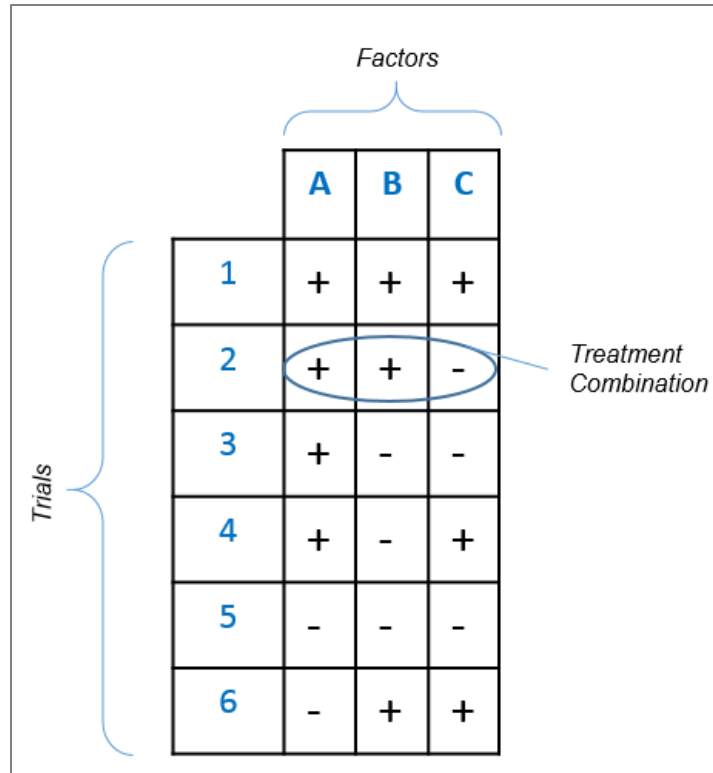 Factors
A B C
1 + + +
2 + + -
Treatment
Combination
3 + - -
Trials
4 + - +
5 - - -
6 - + +